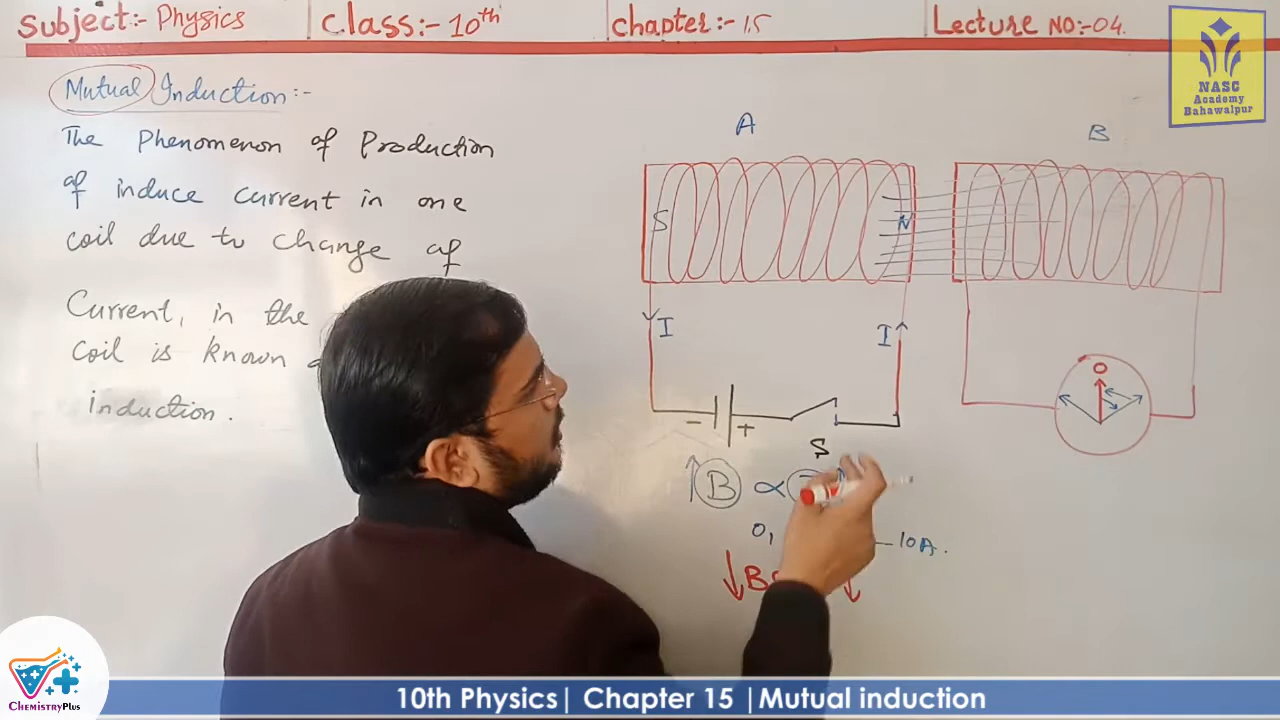 Subject:- Physics
Class:- 10th
Chapter:- 15
Lecture NO:-04.
NASC
Academy
Bahawalpur
Mutual Induction:-
The Phenomenon of Production
of induce current in one
coil due to change of
Current, in the
coil is known
induction.
A
B
S
N
I
I
O
- +
S
B ∝
0, 10A.
B
ChemistryPlus
10th Physics| Chapter 15 |Mutual induction